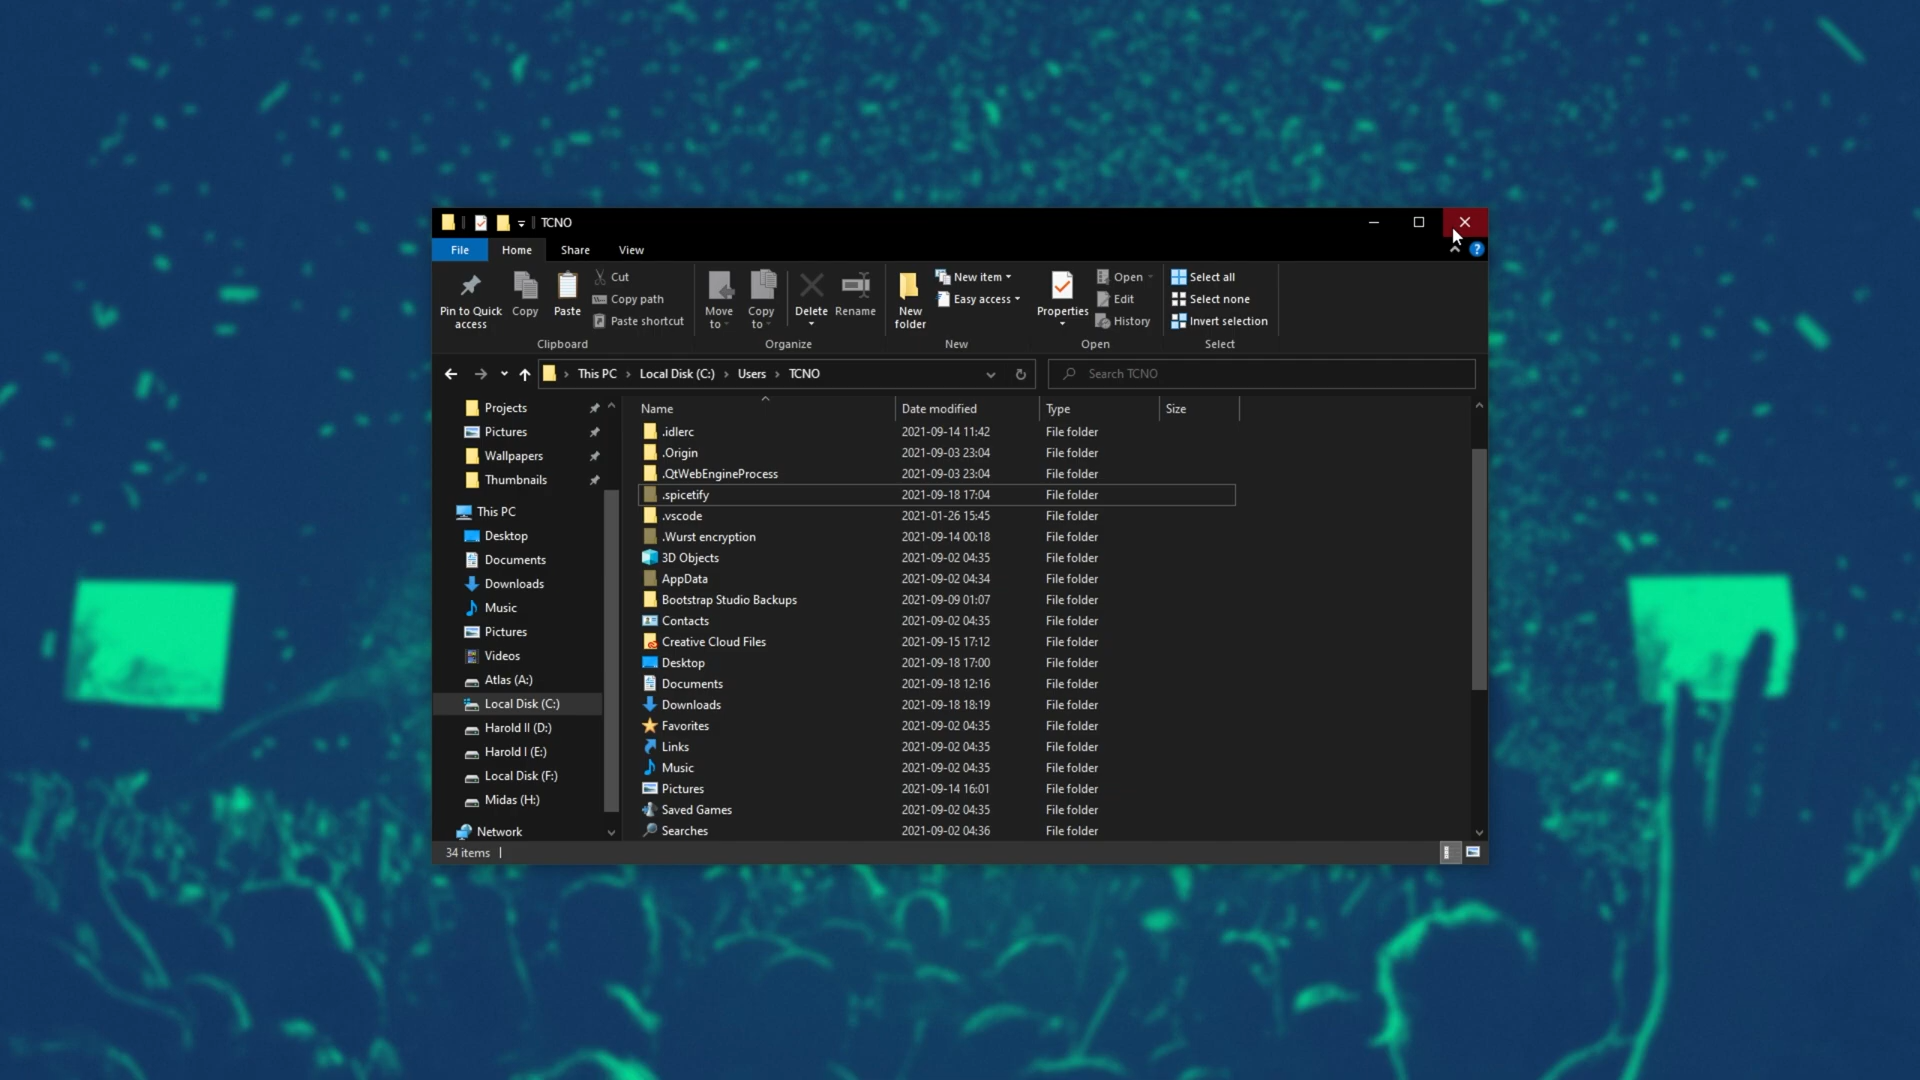 TCNO
File Home Share View
Pin to Quick access
Copy
Paste
Cut
Copy path
Paste shortcut
Clipboard
Move to
Copy to
Delete
Rename
Organize
New folder
New item
Easy access
New
Properties
Open
Edit
History
Open
Select all
Select none
Invert selection
Select
This PC › Local Disk (C:) › Users › TCNO
Search TCNO
Projects
Pictures
Wallpapers
Thumbnails
This PC
Desktop
Documents
Downloads
Music
Pictures
Videos
Atlas (A:)
Local Disk (C:)
Harold II (D:)
Harold I (E:)
Local Disk (F:)
Midas (H:)
Network
Name Date modified Type Size
.idlerc 2021-09-14 11:42 File folder
.Origin 2021-09-03 23:04 File folder
.QtWebEngineProcess 2021-09-03 23:04 File folder
.spicetify 2021-09-18 17:04 File folder
.vscode 2021-01-26 15:45 File folder
.Wurst encryption 2021-09-14 00:18 File folder
3D Objects 2021-09-02 04:35 File folder
AppData 2021-09-02 04:34 File folder
Bootstrap Studio Backups 2021-09-09 01:07 File folder
Contacts 2021-09-02 04:35 File folder
Creative Cloud Files 2021-09-15 17:12 File folder
Desktop 2021-09-18 17:00 File folder
Documents 2021-09-18 12:16 File folder
Downloads 2021-09-18 18:19 File folder
Favorites 2021-09-02 04:35 File folder
Links 2021-09-02 04:35 File folder
Music 2021-09-02 04:35 File folder
Pictures 2021-09-14 16:01 File folder
Saved Games 2021-09-02 04:35 File folder
Searches 2021-09-02 04:36 File folder
34 items